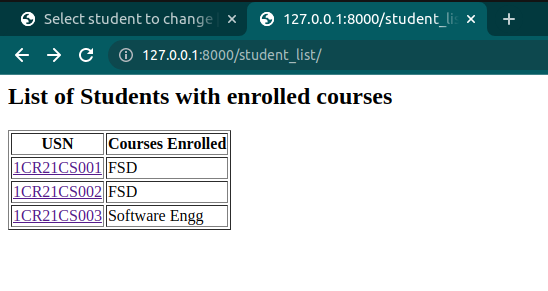 Select student to change
127.0.0.1:8000/student_lis
127.0.0.1:8000/student_list/
List of Students with enrolled courses
USN Courses Enrolled
1CR21CS001 FSD
1CR21CS002 FSD
1CR21CS003 Software Engg